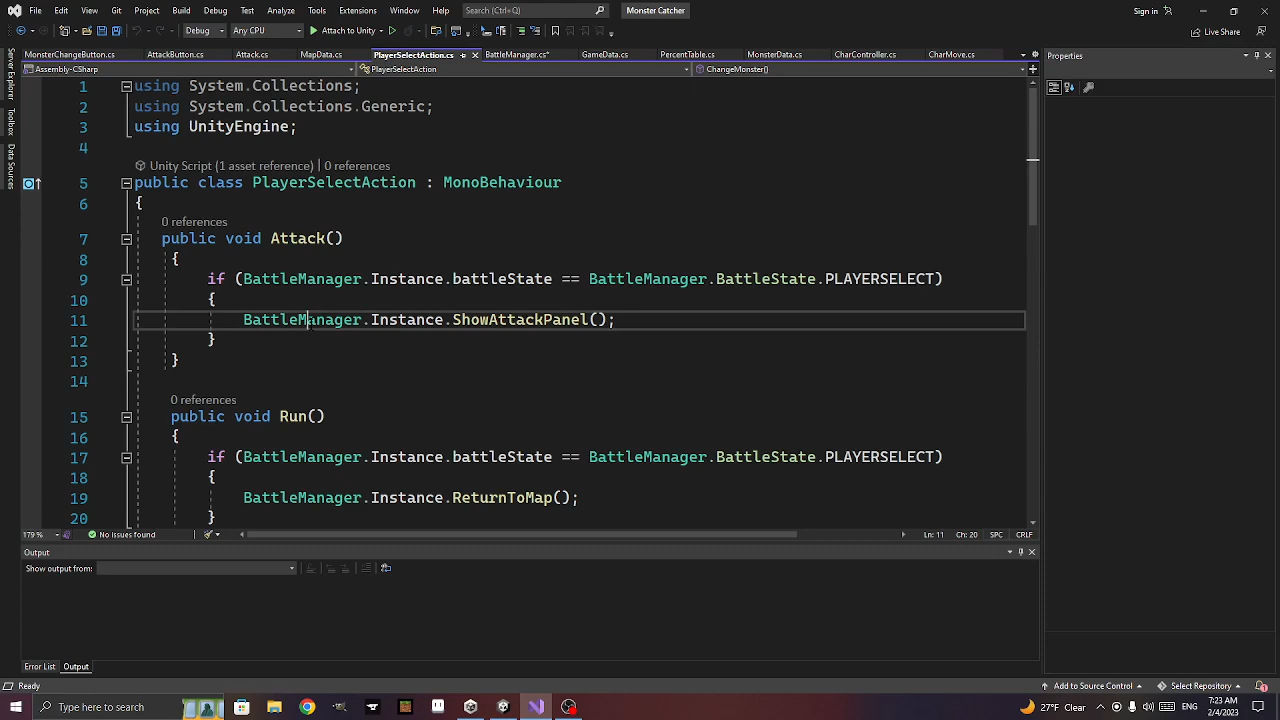 File Edit View Git Project Build Debug Test Analyze Tools Extensions Window Help Search (Ctrl+Q) Monster Catcher Sign in
Debug Any CPU Attach to Unity Live Share
MonsterChangeButton.cs AttackButton.cs Attack.cs MapData.cs PlayerSelectAction.cs BattleManager.cs* GameData.cs PercentTable.cs MonsterData.cs CharController.cs CharMove.cs
Properties
Assembly-CSharp PlayerSelectAction ChangeMonster()
Server Explorer
Toolbox
Data Sources
1 using System.Collections;
2 using System.Collections.Generic;
3 using UnityEngine;
4
Unity Script (1 asset reference) | 0 references
5 public class PlayerSelectAction : MonoBehaviour
6 {
0 references
7 public void Attack()
8 {
9 if (BattleManager.Instance.battleState == BattleManager.BattleState.PLAYERSELECT)
10 {
11 BattleManager.Instance.ShowAttackPanel();
12 }
13 }
14
0 references
15 public void Run()
16 {
17 if (BattleManager.Instance.battleState == BattleManager.BattleState.PLAYERSELECT)
18 {
19 BattleManager.Instance.ReturnToMap();
20 }
179 % No issues found Ln: 11 Ch: 20 SPC CRLF
Output
Show output from:
Error List Output
Ready Add to Source Control Select Repository
Type here to search 27°F Clear 7:23 AM
2/4/2023